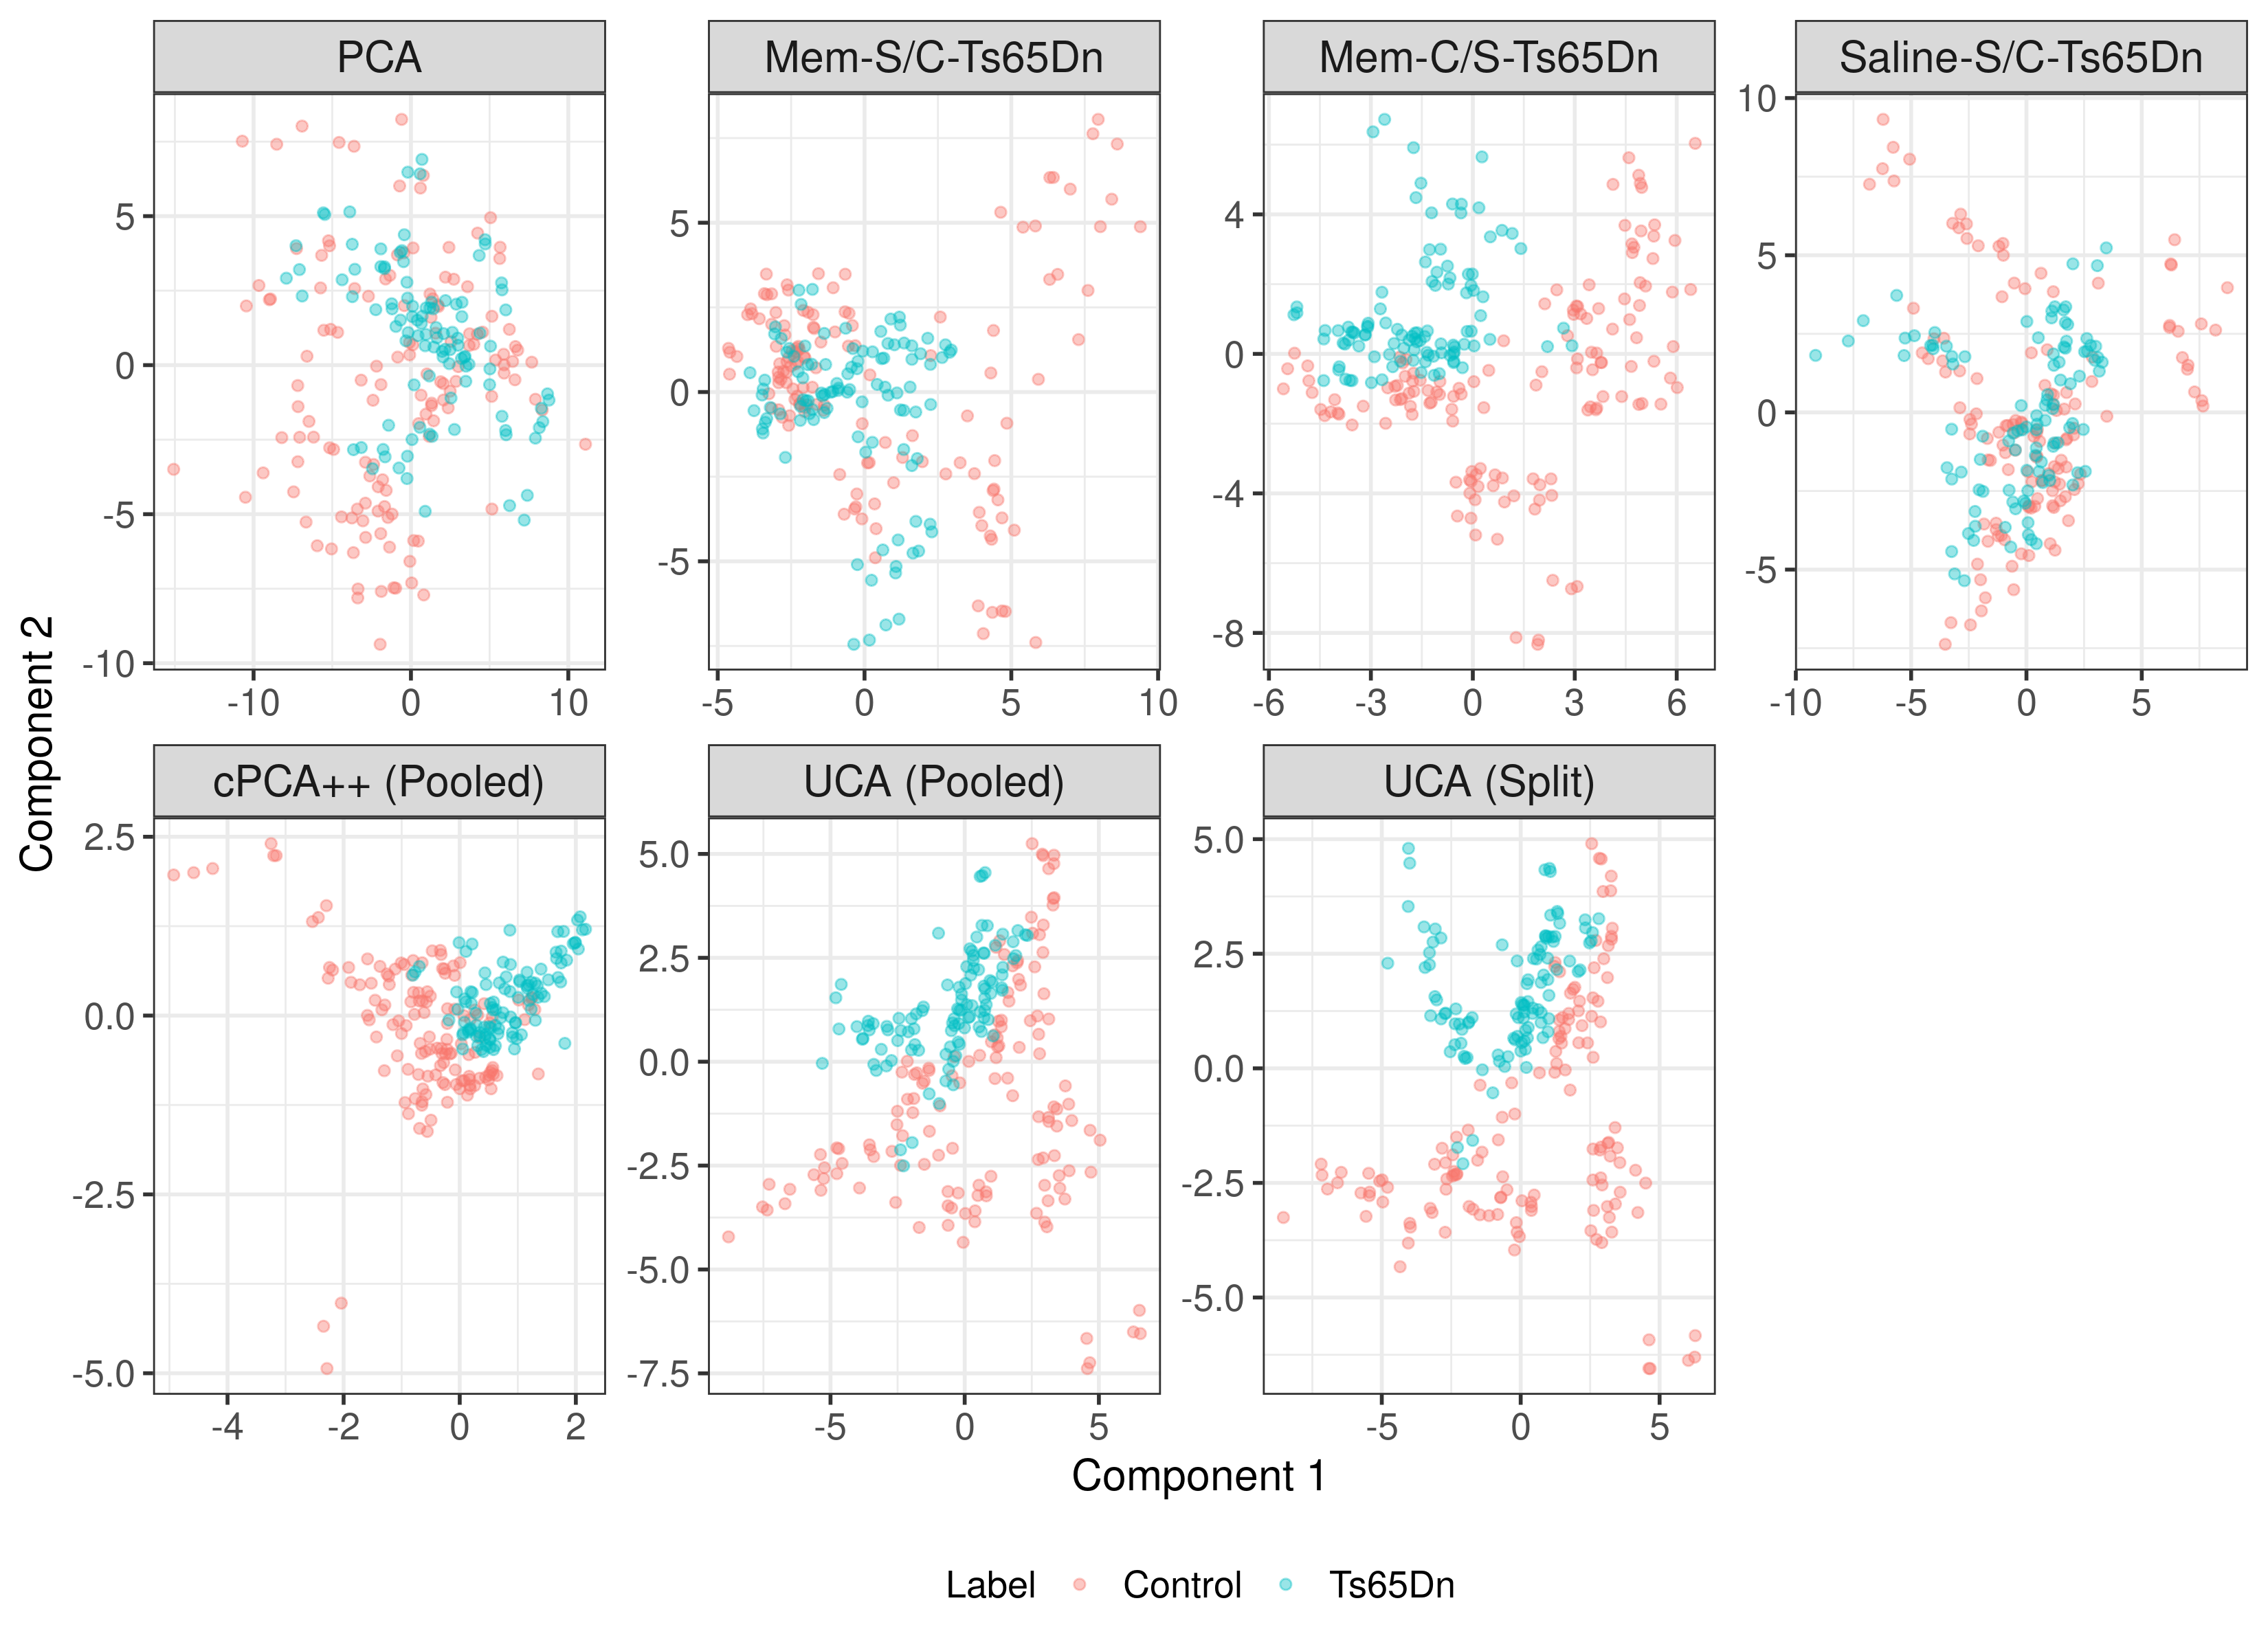 PCA
Mem-S/C-Ts65Dn
Mem-C/S-Ts65Dn
Saline-S/C-Ts65Dn
5
0
-5
-10
-10 0 10
5
0
-5
-5 0 5 10
4
0
-4
-8
-6 -3 0 3 6
10
5
0
-5
-10 -5 0 5
Component 2
cPCA++ (Pooled)
UCA (Pooled)
UCA (Split)
2.5
0.0
-2.5
-5.0
-4 -2 0 2
5.0
2.5
0.0
-2.5
-5.0
-7.5
-5 0 5
5.0
2.5
0.0
-2.5
-5.0
-5 0 5
Component 1
Label Control Ts65Dn